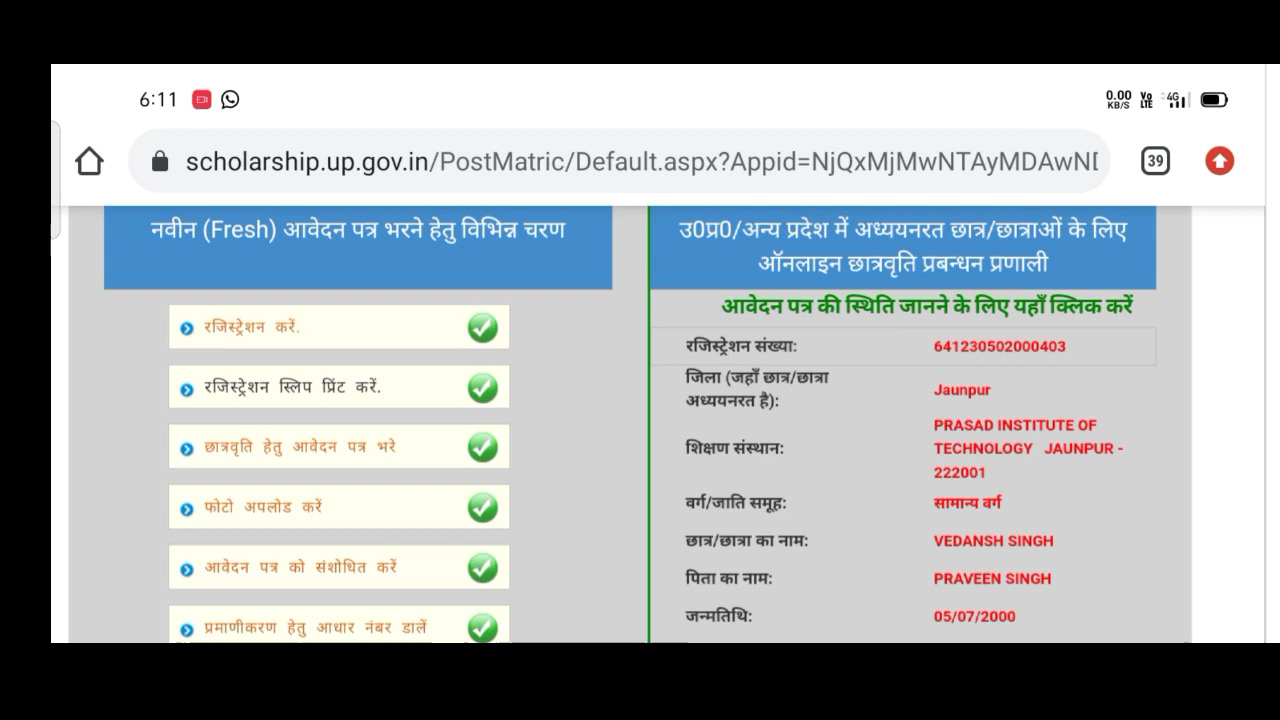 6:11
0.00 KB/S Vo LTE 4G
scholarship.up.gov.in/PostMatric/Default.aspx?Appid=NjQxMjMwNTAyMDAwND
39
नवीन (Fresh) आवेदन पत्र भरने हेतु विभिन्न चरण
रजिस्ट्रेशन करें.
रजिस्ट्रेशन स्लिप प्रिंट करें.
छात्रवृति हेतु आवेदन पत्र भरे
फोटो अपलोड करें
आवेदन पत्र को संशोधित करें
प्रमाणीकरण हेतु आधार नंबर डालें
उ0प्र0/अन्य प्रदेश में अध्ययनरत छात्र/छात्राओं के लिए
ऑनलाइन छात्रवृति प्रबन्धन प्रणाली
आवेदन पत्र की स्थिति जानने के लिए यहाँ क्लिक करें
रजिस्ट्रेशन संख्या: 641230502000403
जिला (जहाँ छात्र/छात्रा
अध्ययनरत है): Jaunpur
शिक्षण संस्थान: PRASAD INSTITUTE OF
TECHNOLOGY JAUNPUR -
222001
वर्ग/जाति समूह: सामान्य वर्ग
छात्र/छात्रा का नाम: VEDANSH SINGH
पिता का नाम: PRAVEEN SINGH
जन्मतिथि: 05/07/2000